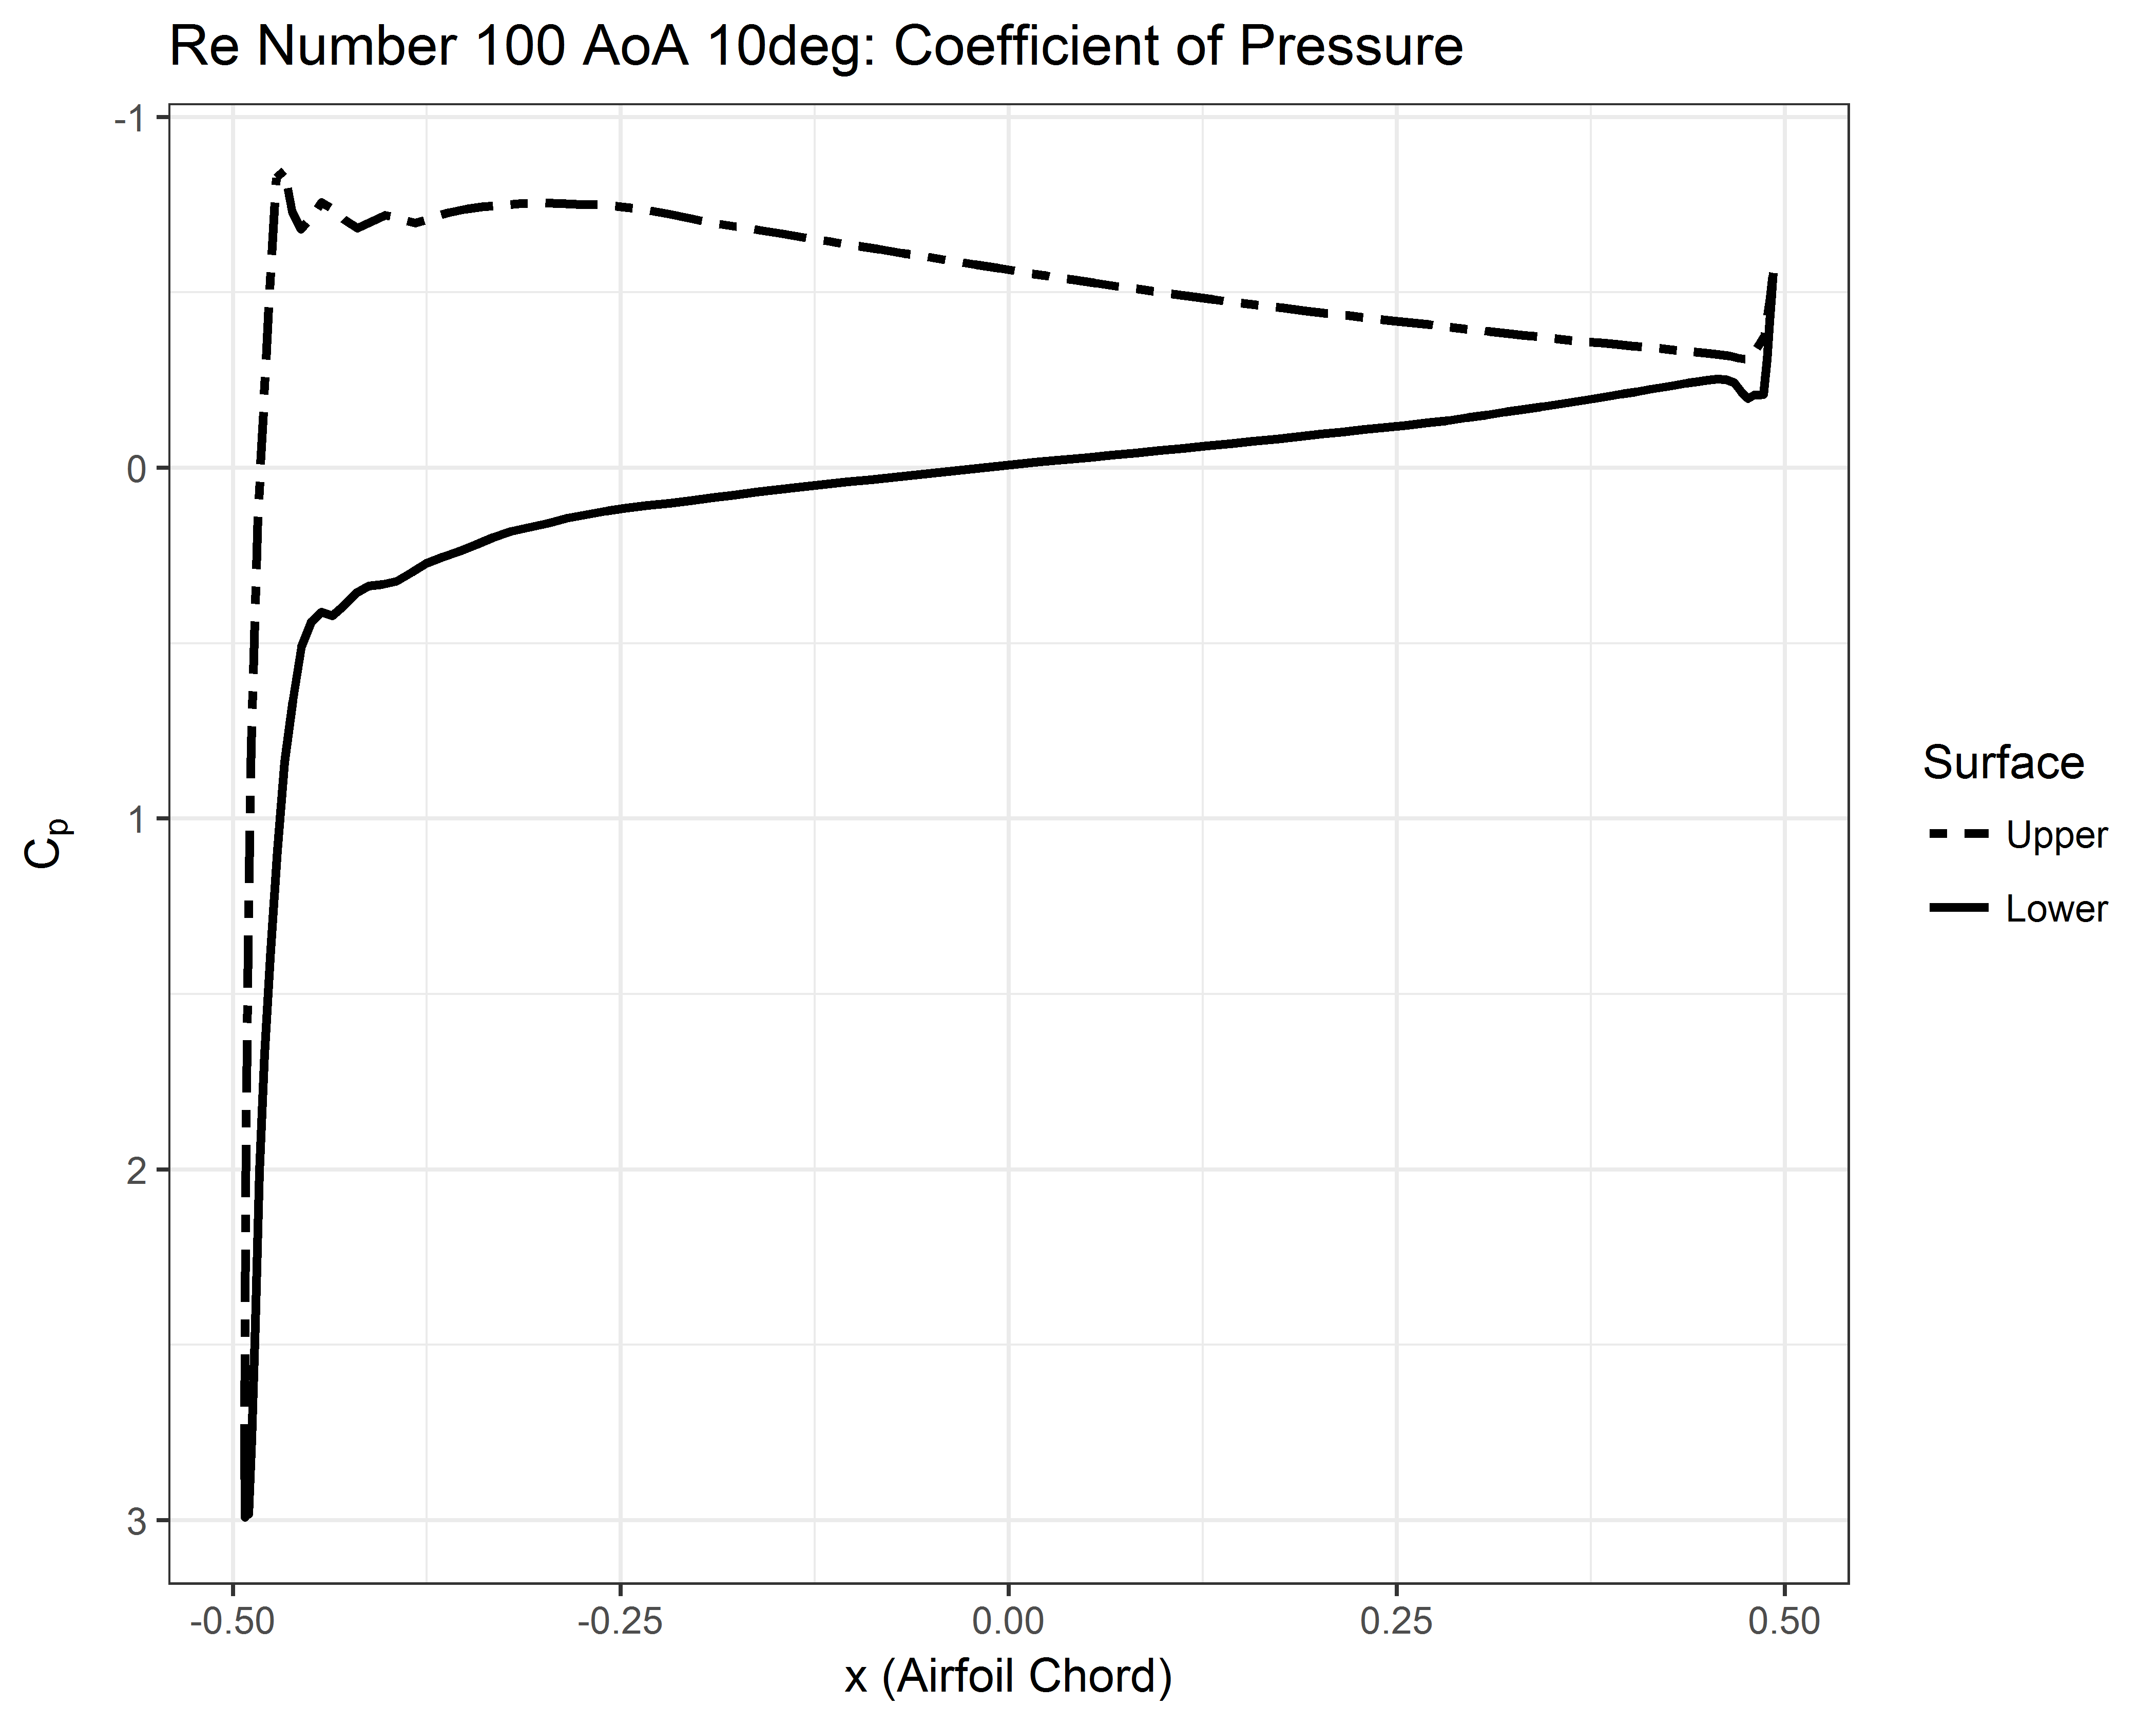 Re Number 100 AoA 10deg: Coefficient of Pressure
-1
0
1
2
3
Cp
-0.50 -0.25 0.00 0.25 0.50
x (Airfoil Chord)
Surface
Upper
Lower